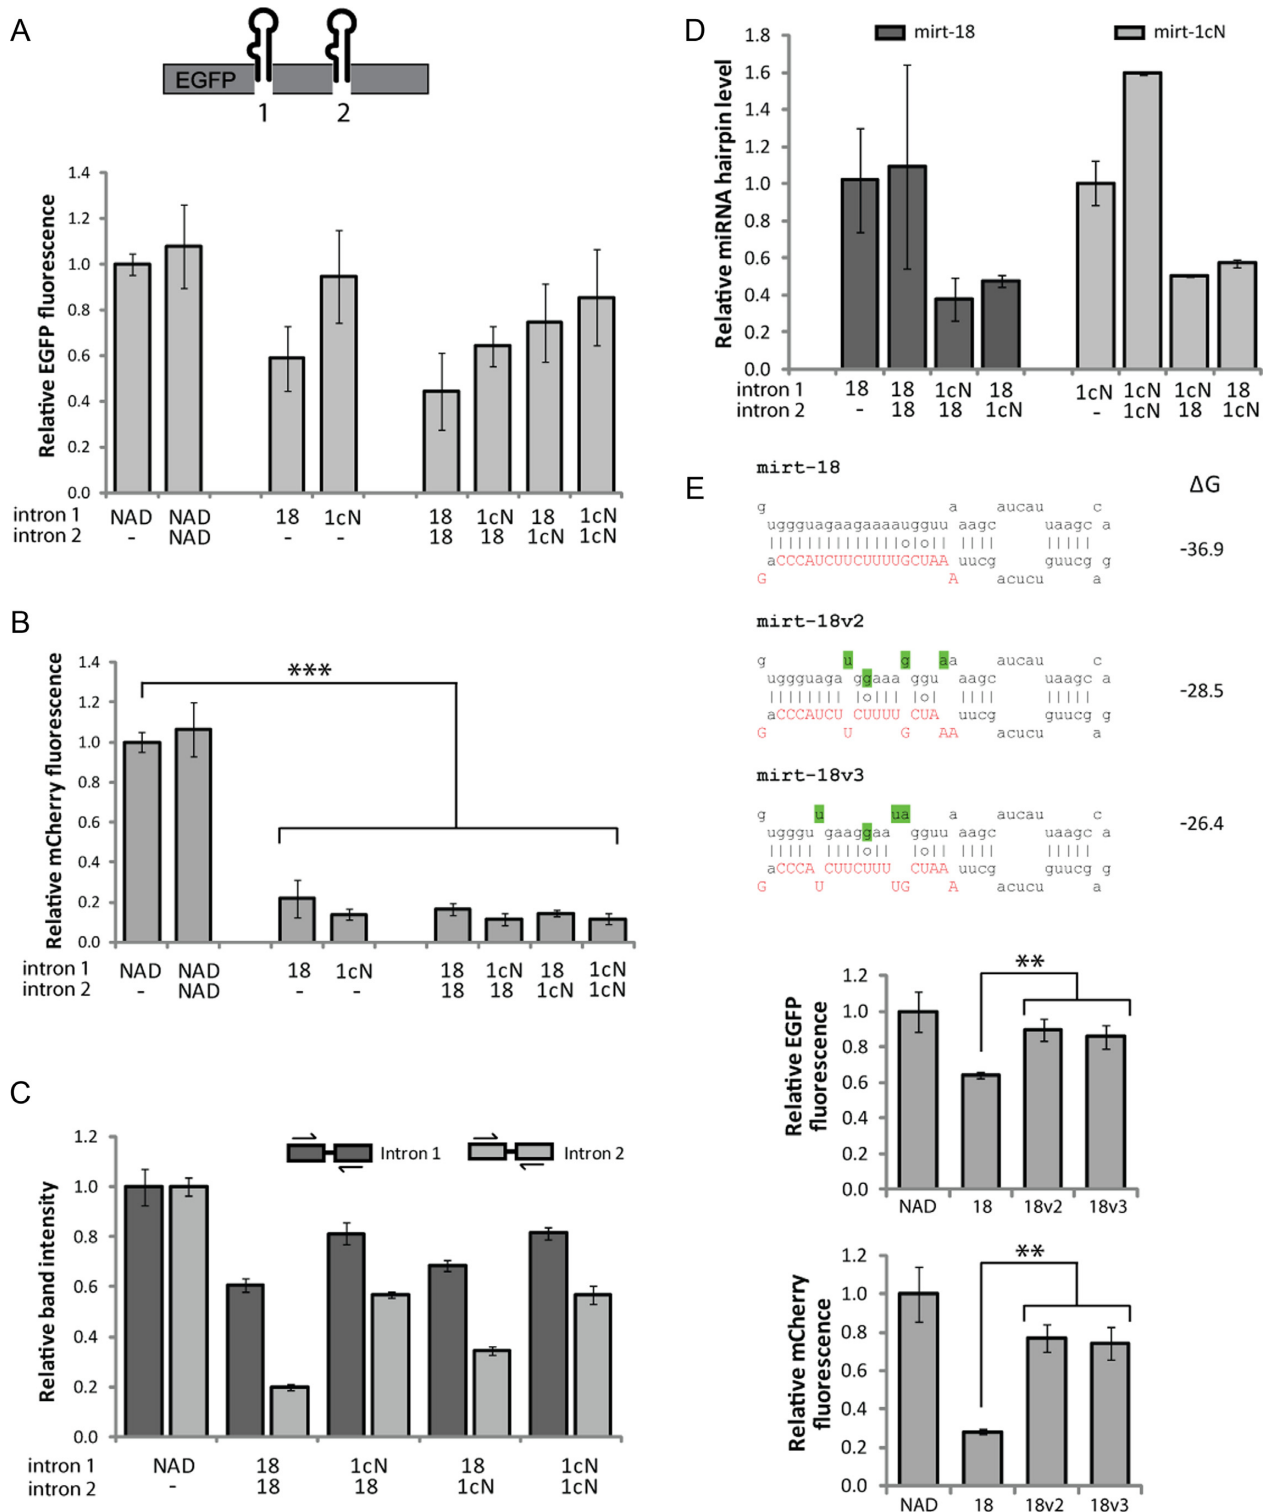 A
EGFP
1 2
Relative EGFP fluorescence
1.4
1.2
1.0
0.8
0.6
0.4
0.2
0.0
intron 1 NAD NAD 18 1cN 18 1cN 18 1cN
intron 2 - NAD - - 18 18 1cN 1cN
B
Relative mCherry fluorescence
1.4
1.2
1.0
0.8
0.6
0.4
0.2
0.0
***
intron 1 NAD NAD 18 1cN 18 1cN 18 1cN
intron 2 - NAD - - 18 18 1cN 1cN
C
Relative band intensity
1.2
1.0
0.8
0.6
0.4
0.2
0.0
Intron 1 Intron 2
intron 1 NAD 18 1cN 18 1cN
intron 2 - 18 18 1cN 1cN
D
mirt-18 mirt-1cN
Relative miRNA hairpin level
1.8
1.6
1.4
1.2
1.0
0.8
0.6
0.4
0.2
0.0
intron 1 18 18 1cN 18 1cN 1cN 1cN 18
intron 2 - 18 18 1cN - 1cN 18 1cN
E
mirt-18
ΔG
g a aucau c
ugggguagaagaaaaugguu aagc uaagc a
|||||||||||||||o|o|| |||| |||||
aCCCAUCUUCUUUUGCUAA uucg guucg g
G A acucu a
-36.9
mirt-18v2
g u g aa aucau c
uggguaga ggaaa ggu aagc uaagc a
aCCCAUCU CUUUU CUA uucg guucg g
G U G AA acucu a
-28.5
mirt-18v3
g u ua a aucau c
ugggu gaaggaa gguu aagc uaagc a
aCCCA CUUCUUU CUAA uucg guucg g
G U UG A acucu a
-26.4
Relative EGFP
fluorescence
1.2
1.0
0.8
0.6
0.4
0.2
0.0
**
NAD 18 18v2 18v3
Relative mCherry
fluorescence
1.2
1.0
0.8
0.6
0.4
0.2
0.0
**
NAD 18 18v2 18v3